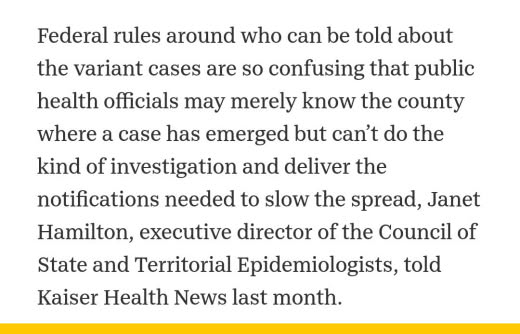 Federal rules around who can be told about
the variant cases are so confusing that public
health officials may merely know the county
where a case has emerged but can’t do the
kind of investigation and deliver the
notifications needed to slow the spread, Janet
Hamilton, executive director of the Council of
State and Territorial Epidemiologists, told
Kaiser Health News last month.